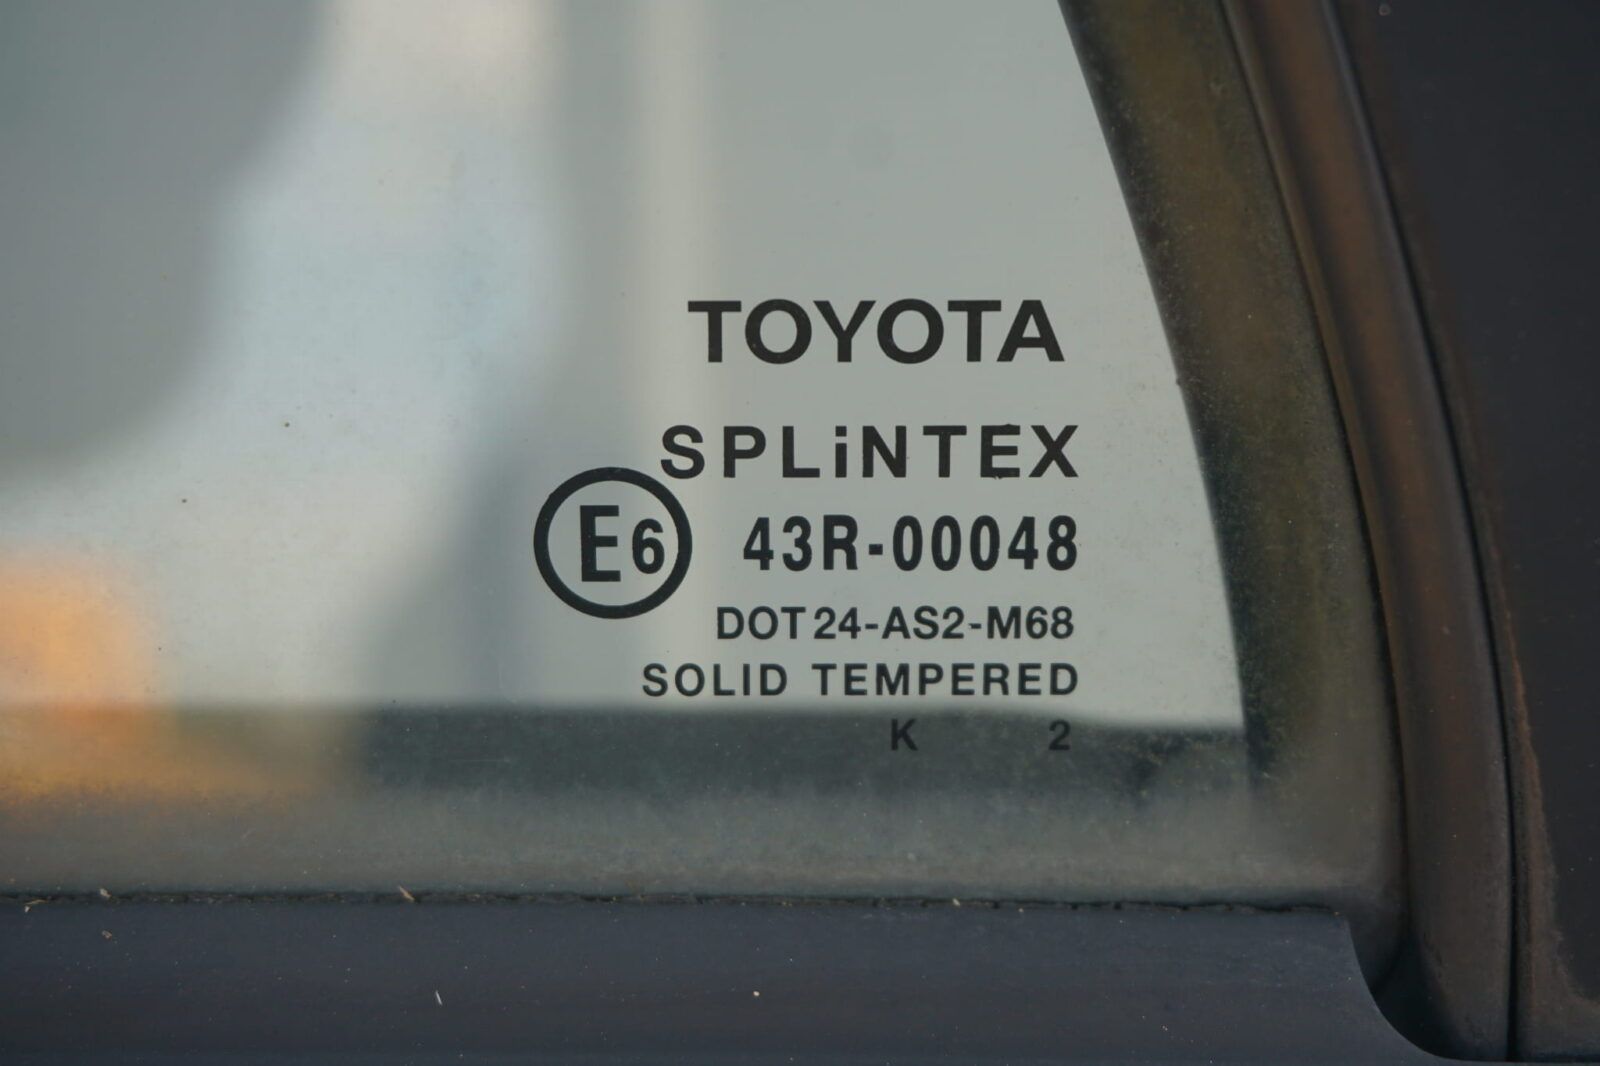 TOYOTA
SPLiNTEX
E6 43R-00048
DOT24-AS2-M68
SOLID TEMPERED
K 2